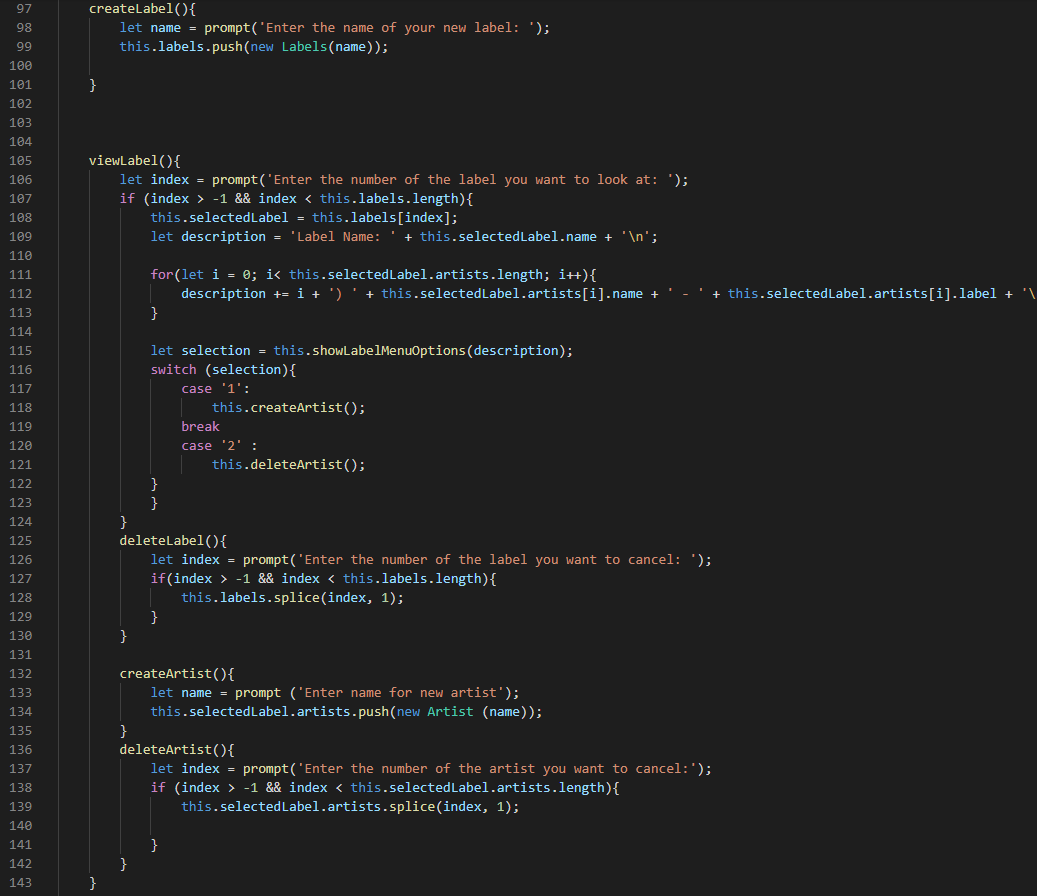 97 createLabel(){
98 let name = prompt('Enter the name of your new label: ');
99 this.labels.push(new Labels(name));
100
101 }
102
103
104
105 viewLabel(){
106 let index = prompt('Enter the number of the label you want to look at: ');
107 if (index > -1 && index < this.labels.length){
108 this.selectedLabel = this.labels[index];
109 let description = 'Label Name: ' + this.selectedLabel.name + '\n';
110
111 for(let i = 0; i< this.selectedLabel.artists.length; i++){
112 description += i + ') ' + this.selectedLabel.artists[i].name + ' - ' + this.selectedLabel.artists[i].label + '\
113 }
114
115 let selection = this.showLabelMenuOptions(description);
116 switch (selection){
117 case '1':
118 this.createArtist();
119 break
120 case '2' :
121 this.deleteArtist();
122 }
123 }
124 }
125 deleteLabel(){
126 let index = prompt('Enter the number of the label you want to cancel: ');
127 if(index > -1 && index < this.labels.length){
128 this.labels.splice(index, 1);
129 }
130 }
131
132 createArtist(){
133 let name = prompt ('Enter name for new artist');
134 this.selectedLabel.artists.push(new Artist (name));
135 }
136 deleteArtist(){
137 let index = prompt('Enter the number of the artist you want to cancel:');
138 if (index > -1 && index < this.selectedLabel.artists.length){
139 this.selectedLabel.artists.splice(index, 1);
140
141 }
142 }
143 }